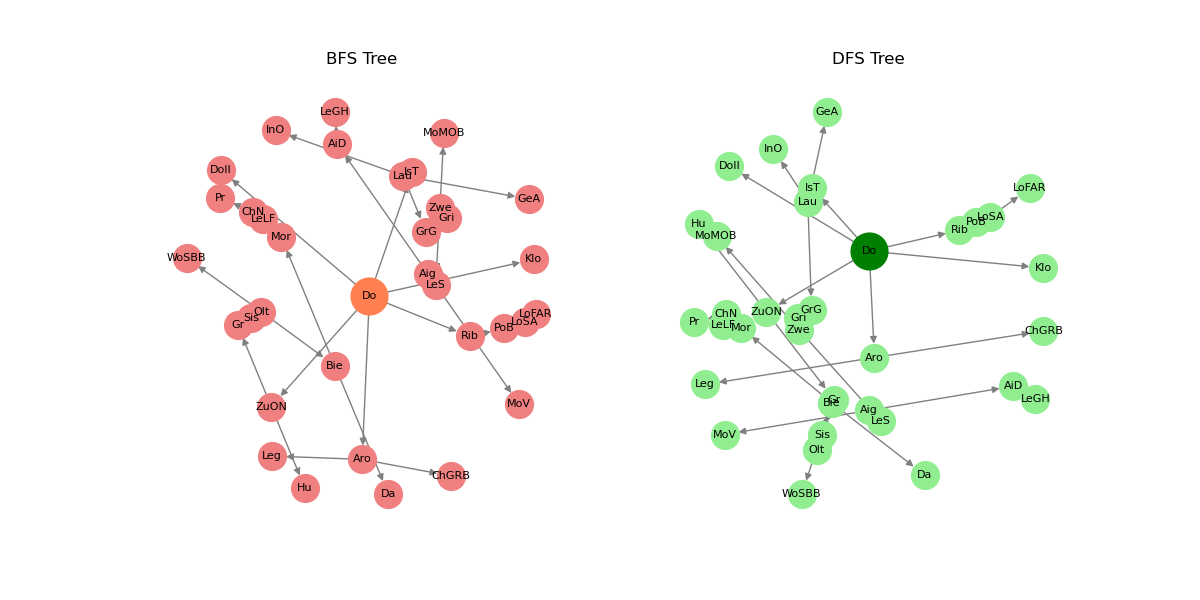 BFS Tree
LeGH
InO
AiD
MoMOB
DoII
Lau
IsT
Pr
ChN
LeLF
Mor
Zwe
Gri
GrG
GeA
WoSBB
Klo
Aig
LeS
Do
Olt
Sis
Gr
Rib
PoB
LoSA
LoFAR
Bie
ZuON
MoV
Leg
Aro
ChGRB
Hu
Da
DFS Tree
GeA
InO
DoII
IsT
Lau
LoFAR
LoSA
PoB
Rib
Hu
MoMOB
Do
Klo
ZuON
GrG
Gri
Zwe
ChN
Pr
LeLF
Mor
ChGRB
Aro
Leg
AiD
LeGH
Gr
Bie
Aig
LeS
MoV
Sis
Olt
Da
WoSBB